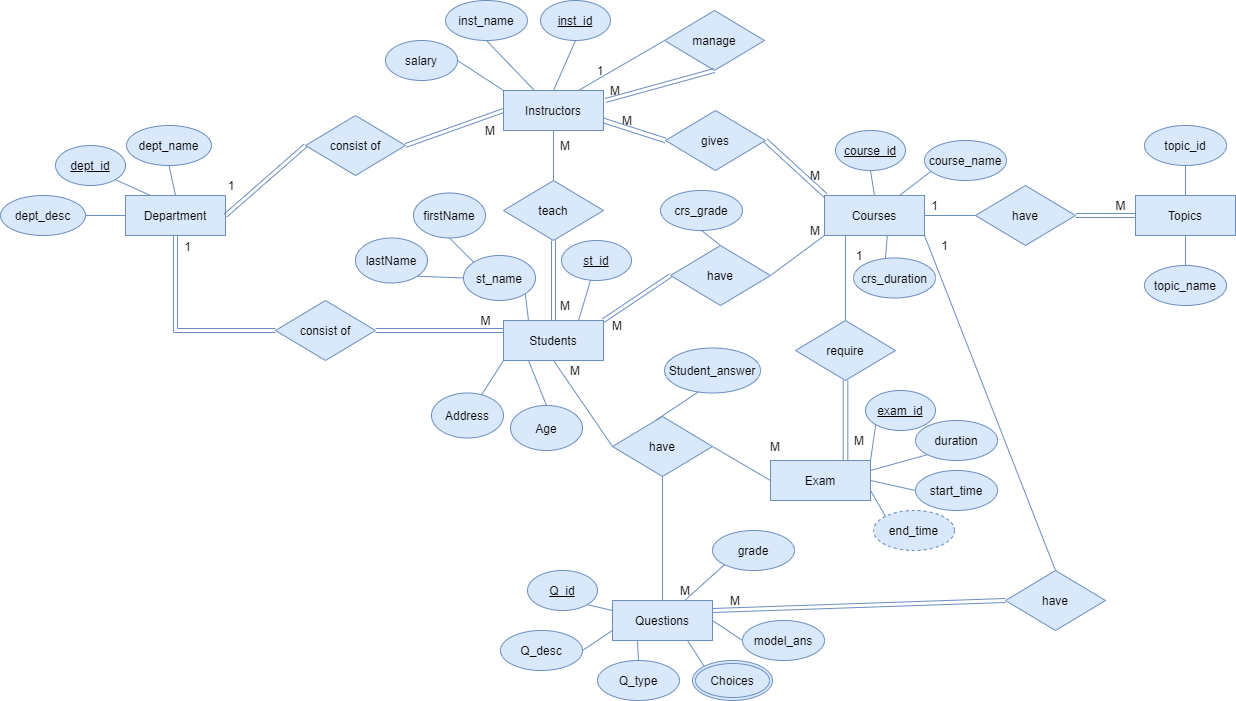 inst_name
inst_id
manage
salary
1
M
Instructors
M
M
dept_name
consist of
gives
course_id
topic_id
dept_id
M
course_name
1
M
teach
firstName
crs_grade
dept_desc
Department
Courses
1
have
M
Topics
M
1
lastName
st_name
st_id
have
1
1
crs_duration
topic_name
M
M
M
consist of
Students
require
M
Student_answer
Address
Age
have
M
M
exam_id
duration
Exam
start_time
end_time
grade
Q_id
M
M
have
Questions
Q_desc
model_ans
Q_type
Choices